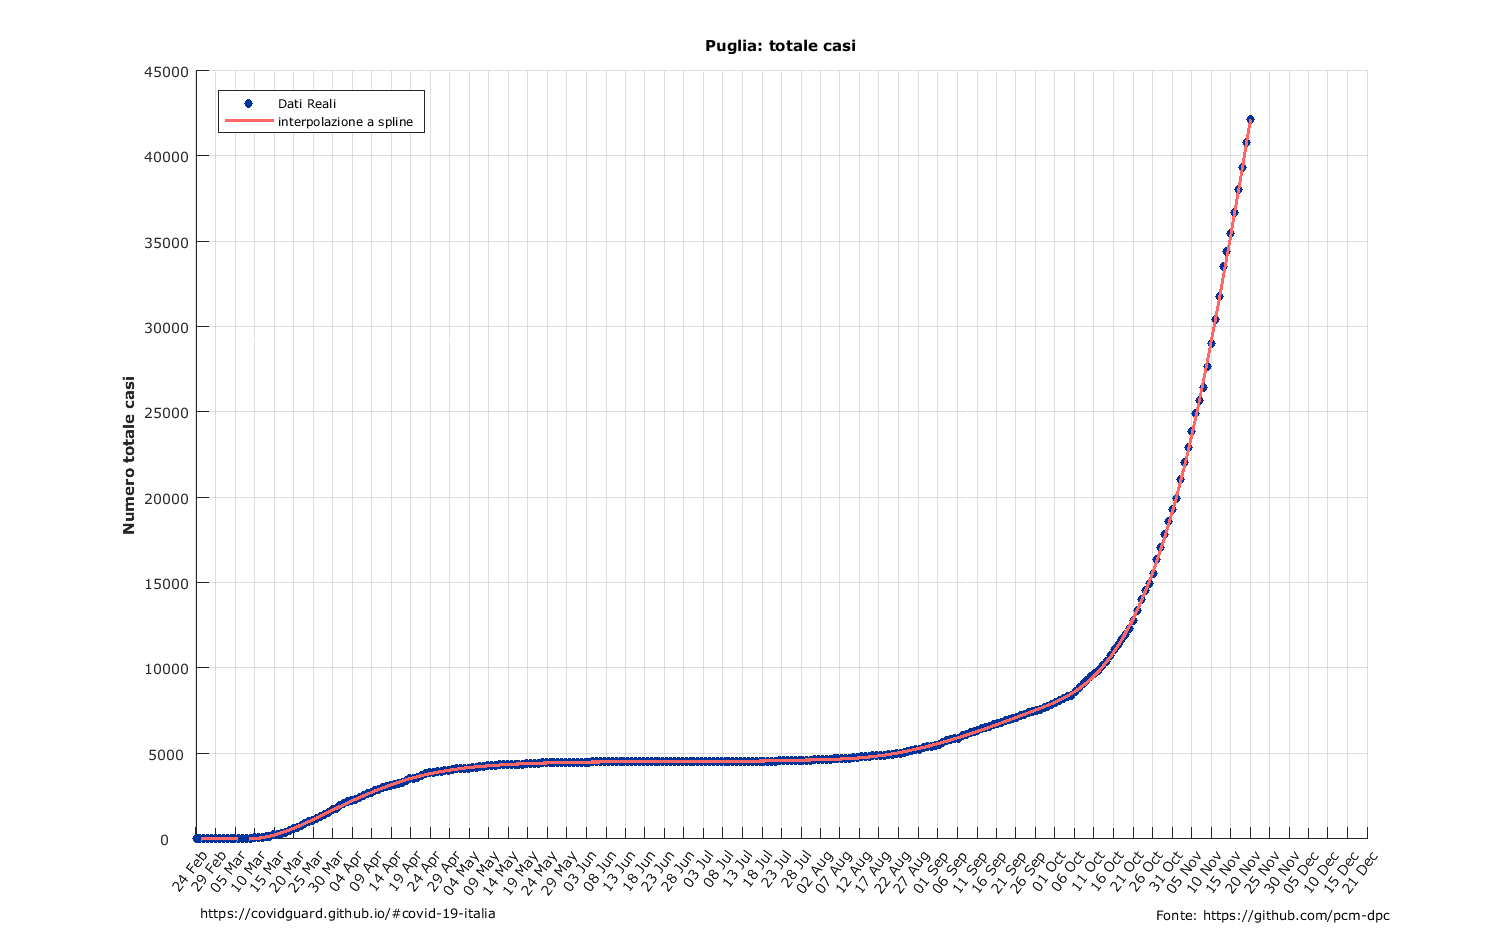 Puglia: totale casi
45000
40000
35000
30000
25000
20000
15000
10000
5000
0
Numero totale casi
Dati Reali
interpolazione a spline
24 Feb
29 Feb
05 Mar
10 Mar
15 Mar
20 Mar
25 Mar
30 Mar
04 Apr
09 Apr
14 Apr
19 Apr
24 Apr
29 Apr
04 May
09 May
14 May
19 May
24 May
29 May
03 Jun
08 Jun
13 Jun
18 Jun
23 Jun
28 Jun
03 Jul
08 Jul
13 Jul
18 Jul
23 Jul
28 Jul
02 Aug
07 Aug
12 Aug
17 Aug
22 Aug
27 Aug
01 Sep
06 Sep
11 Sep
16 Sep
21 Sep
26 Sep
01 Oct
06 Oct
11 Oct
16 Oct
21 Oct
26 Oct
31 Oct
05 Nov
10 Nov
15 Nov
20 Nov
25 Nov
30 Nov
05 Dec
10 Dec
15 Dec
21 Dec
https://covidguard.github.io/#covid-19-italia
Fonte: https://github.com/pcm-dpc